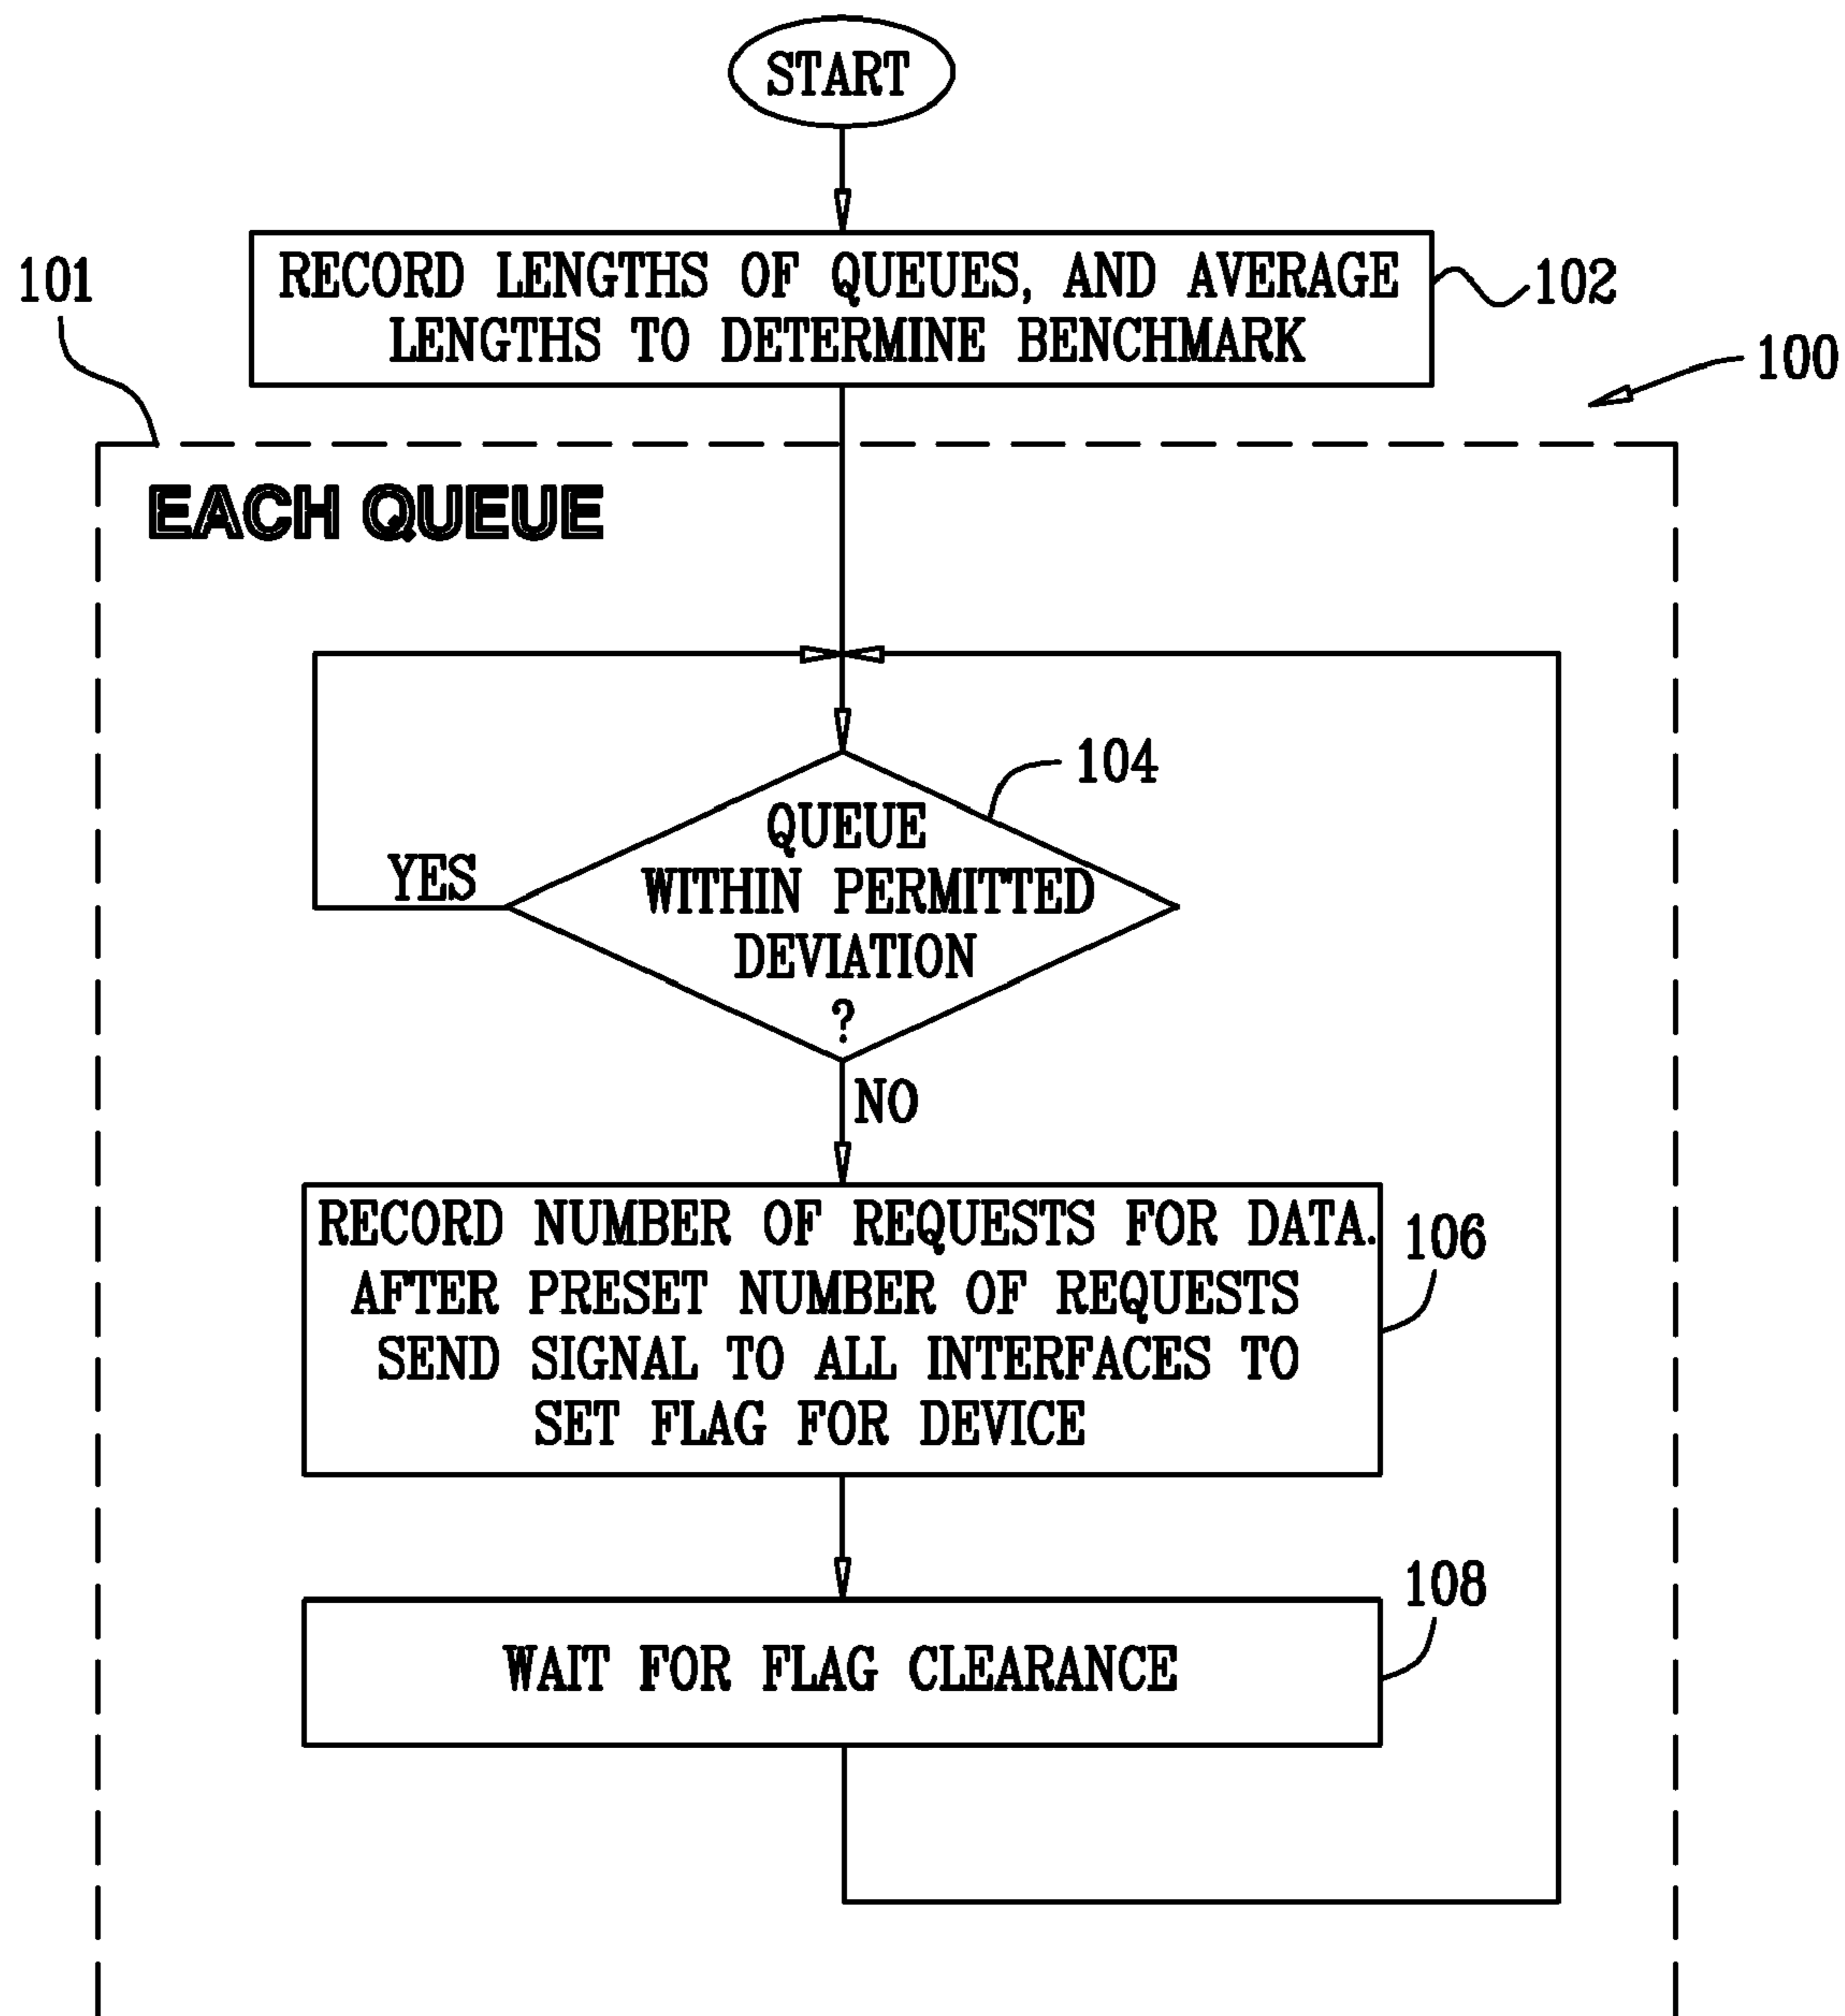 START
RECORD LENGTHS OF QUEUES, AND AVERAGE
LENGTHS TO DETERMINE BENCHMARK
101
102
100
EACH QUEUE
104
QUEUE
WITHIN PERMITTED
DEVIATION
?
YES
NO
RECORD NUMBER OF REQUESTS FOR DATA.
AFTER PRESET NUMBER OF REQUESTS
SEND SIGNAL TO ALL INTERFACES TO
SET FLAG FOR DEVICE
106
108
WAIT FOR FLAG CLEARANCE